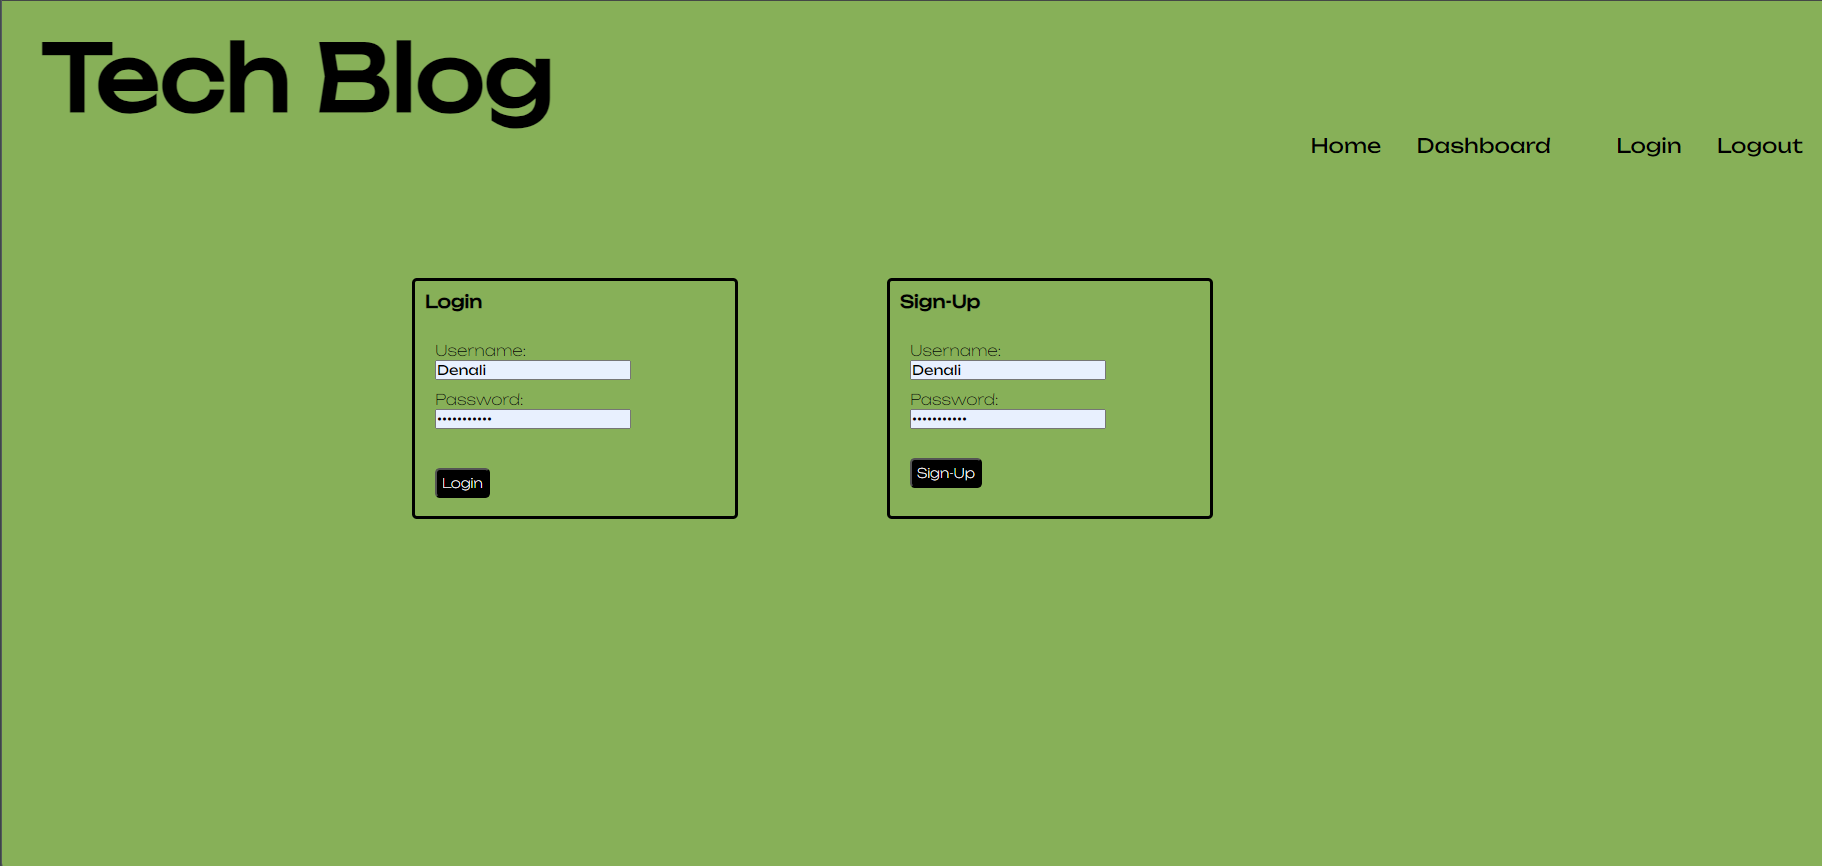 Tech Blog
Home Dashboard Login Logout
Login
Username:
Denali
Password:
•••••••••••
Login
Sign-Up
Username:
Denali
Password:
•••••••••••
Sign-Up